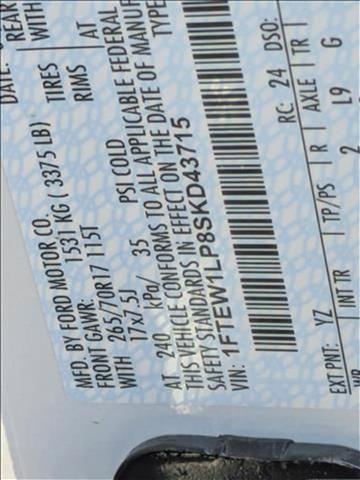 DATE:
MFD. BY FORD MOTOR CO.
FRONT GAWR: 1531 KG ( 3375 LB)
REAR
WITH 265/70R17 115T TIRES WITH
17x7.5J RIMS
AT 240 kPa/ 35 PSI COLD AT
THIS VEHICLE CONFORMS TO ALL APPLICABLE FEDERAL
SAFETY STANDARDS IN EFFECT ON THE DATE OF MANUF
VIN: 1FTEW1LP8SKD43715 TYPE
RC: 24 DSO:
EXT PNT: YZ
INT TR TP/PS R AXLE TR
2 L9 G